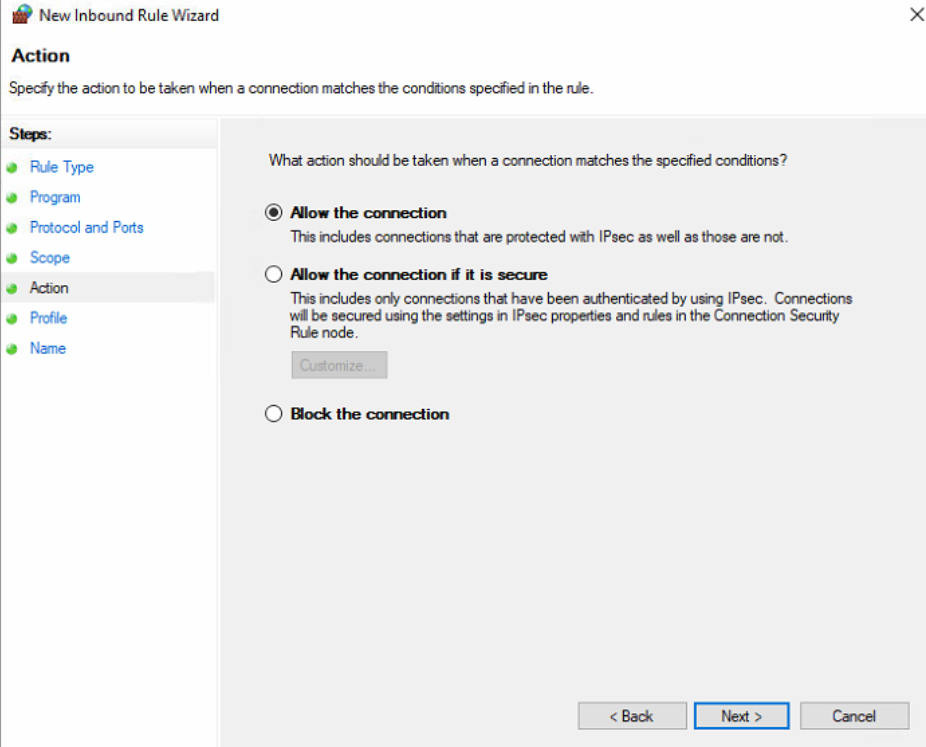 New Inbound Rule Wizard
Action
Specify the action to be taken when a connection matches the conditions specified in the rule.
Steps:
Rule Type
Program
Protocol and Ports
Scope
Action
Profile
Name
What action should be taken when a connection matches the specified conditions?
Allow the connection
This includes connections that are protected with IPsec as well as those are not.
Allow the connection if it is secure
This includes only connections that have been authenticated by using IPsec. Connections
will be secured using the settings in IPsec properties and rules in the Connection Security
Rule node.
Customize...
Block the connection
< Back
Next >
Cancel